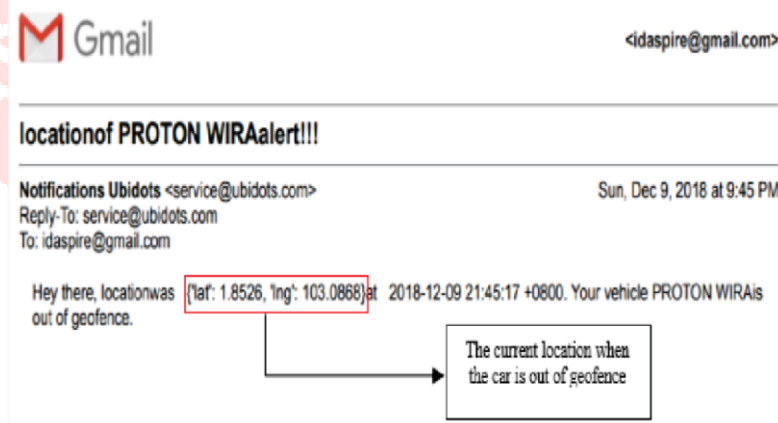 Gmail
<idaspire@gmail.com>
locationof PROTON WIRAalert!!!
Notifications Ubidots <service@ubidots.com>
Sun, Dec 9, 2018 at 9:45 PM
Reply-To: service@ubidots.com
To: idaspire@gmail.com
Hey there, locationwas {'lat': 1.8526, 'lng': 103.0868}at 2018-12-09 21:45:17 +0800. Your vehicle PROTON WIRAis
out of geofence.
The current location when
the car is out of geofence